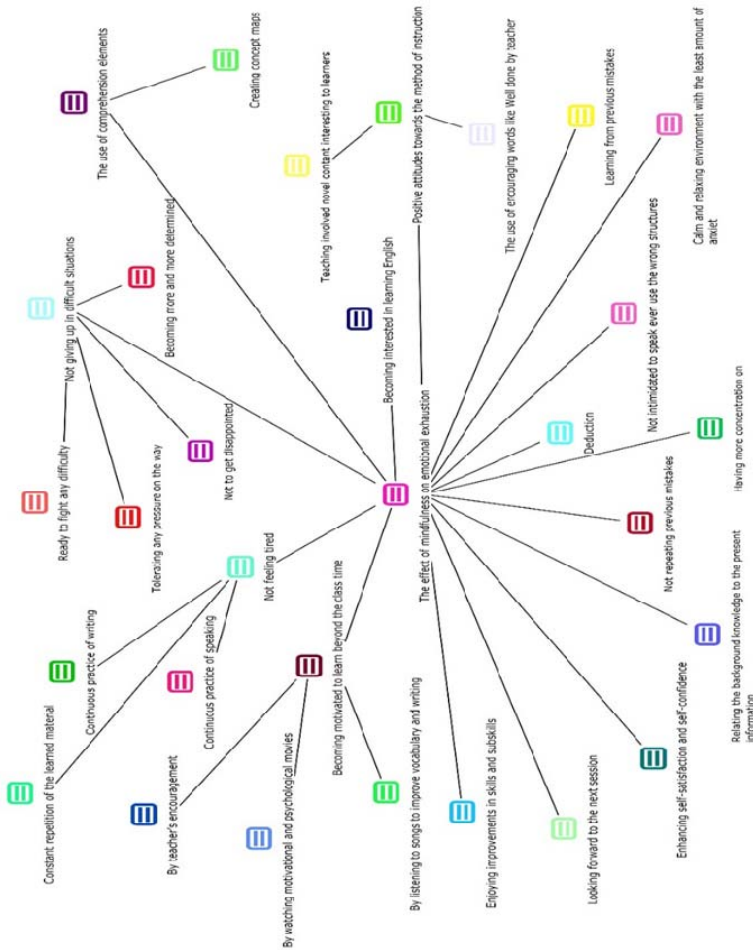 Constant repetition of the learned material
Ready to fight any difficulty
Not giving up in difficult situations
Continuous practice of writing
The use of comprehension elements
Tolerating any pressure on the way
By teacher's encouragement
Becoming more and more determined
Continuous practice of speaking
Not to get disappointed
Creating concept maps
Not feeling tired
By watching motivational and psychological movies
Teaching involved novel content interesting to learners
Becoming motivated to learn beyond the class time
Becoming interested in learning English
By listening to songs to improve vocabulary and writing
Positive attitudes towards the method of instruction
The effect of mindfulness on emotional exhaustion
Enjoying improvements in skills and subskills
The use of encouraging words like Well done by teacher
Deduction
Looking forward to the next session
Learning from previous mistakes
Not intimidated to speak ever use the wrong structures
Not repeating previous mistakes
Enhancing self-satisfaction and self-confidence
Calm and relaxing environment with the least amount of
anxiet
Relating the background knowledge to the present
information
Having more concentration on